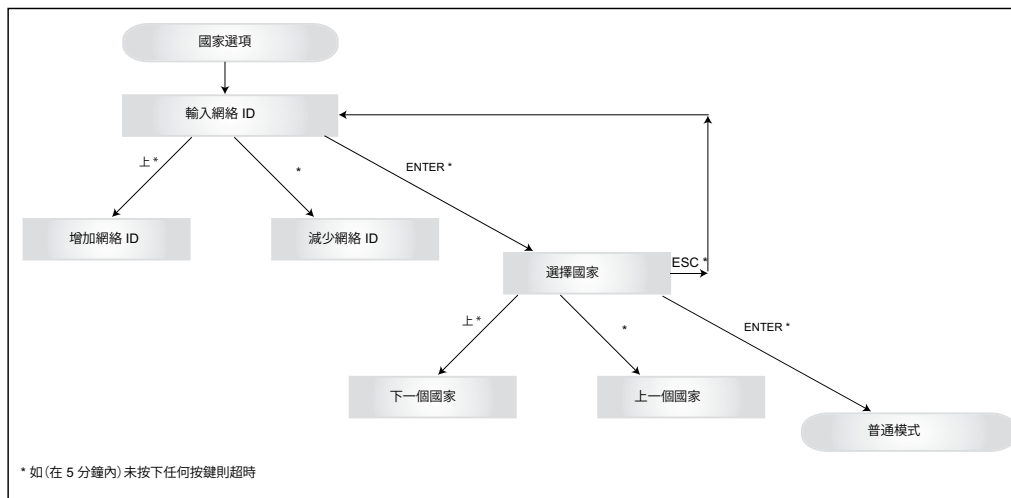 國家選項
輸入網絡 ID
上 *
*
ENTER *
增加網絡 ID
減少網絡 ID
選擇國家
ESC *
上 *
*
ENTER *
下一個國家
上一個國家
普通模式
* 如(在 5 分鐘內)未按下任何按鍵則超時